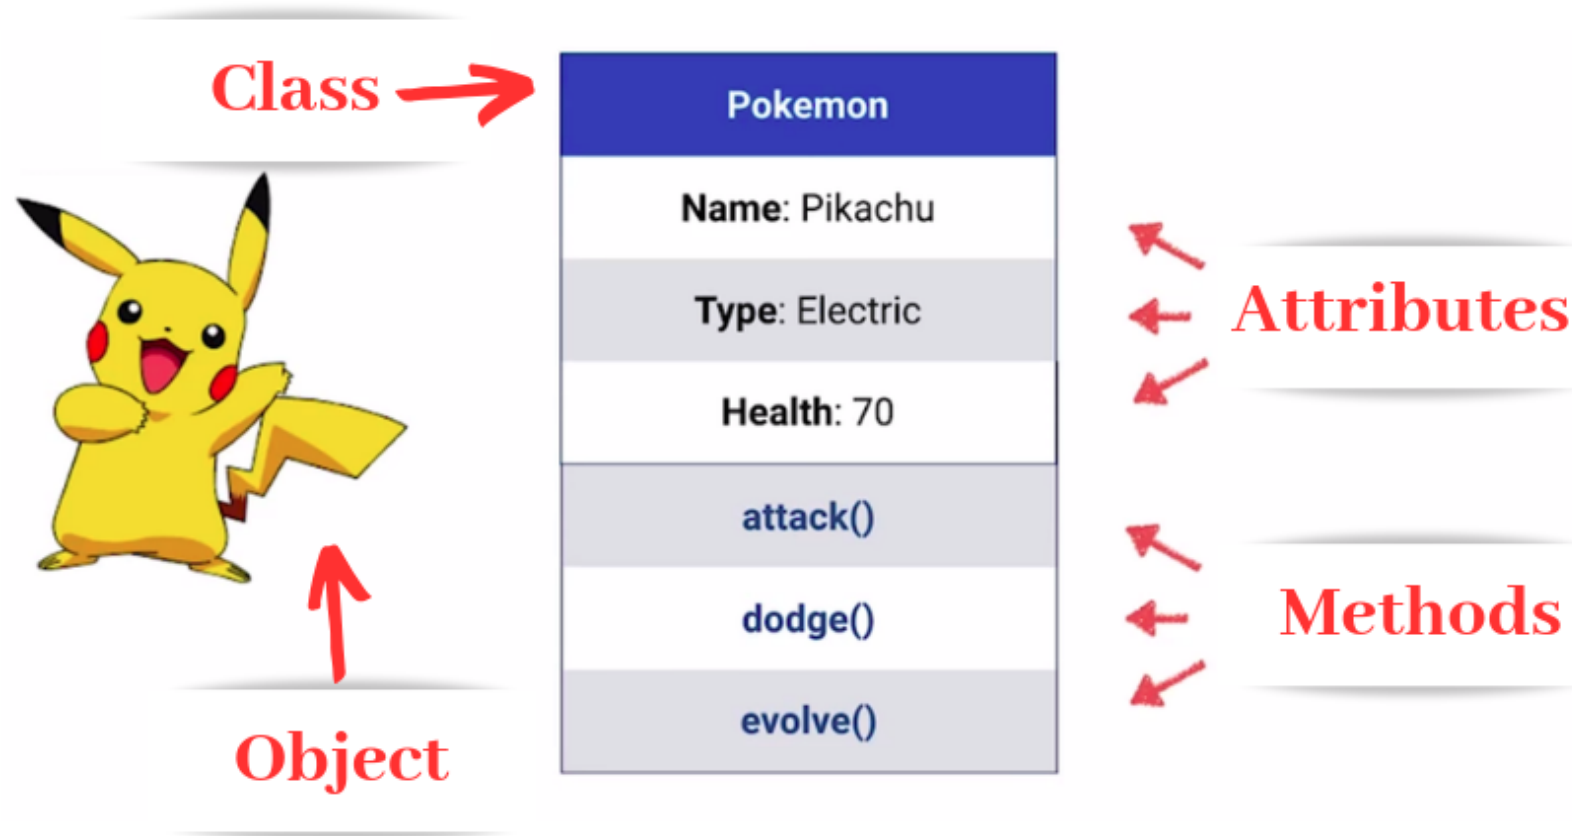 Class
Pokemon
Name: Pikachu
Type: Electric
Attributes
Health: 70
attack()
dodge()
Methods
evolve()
Object